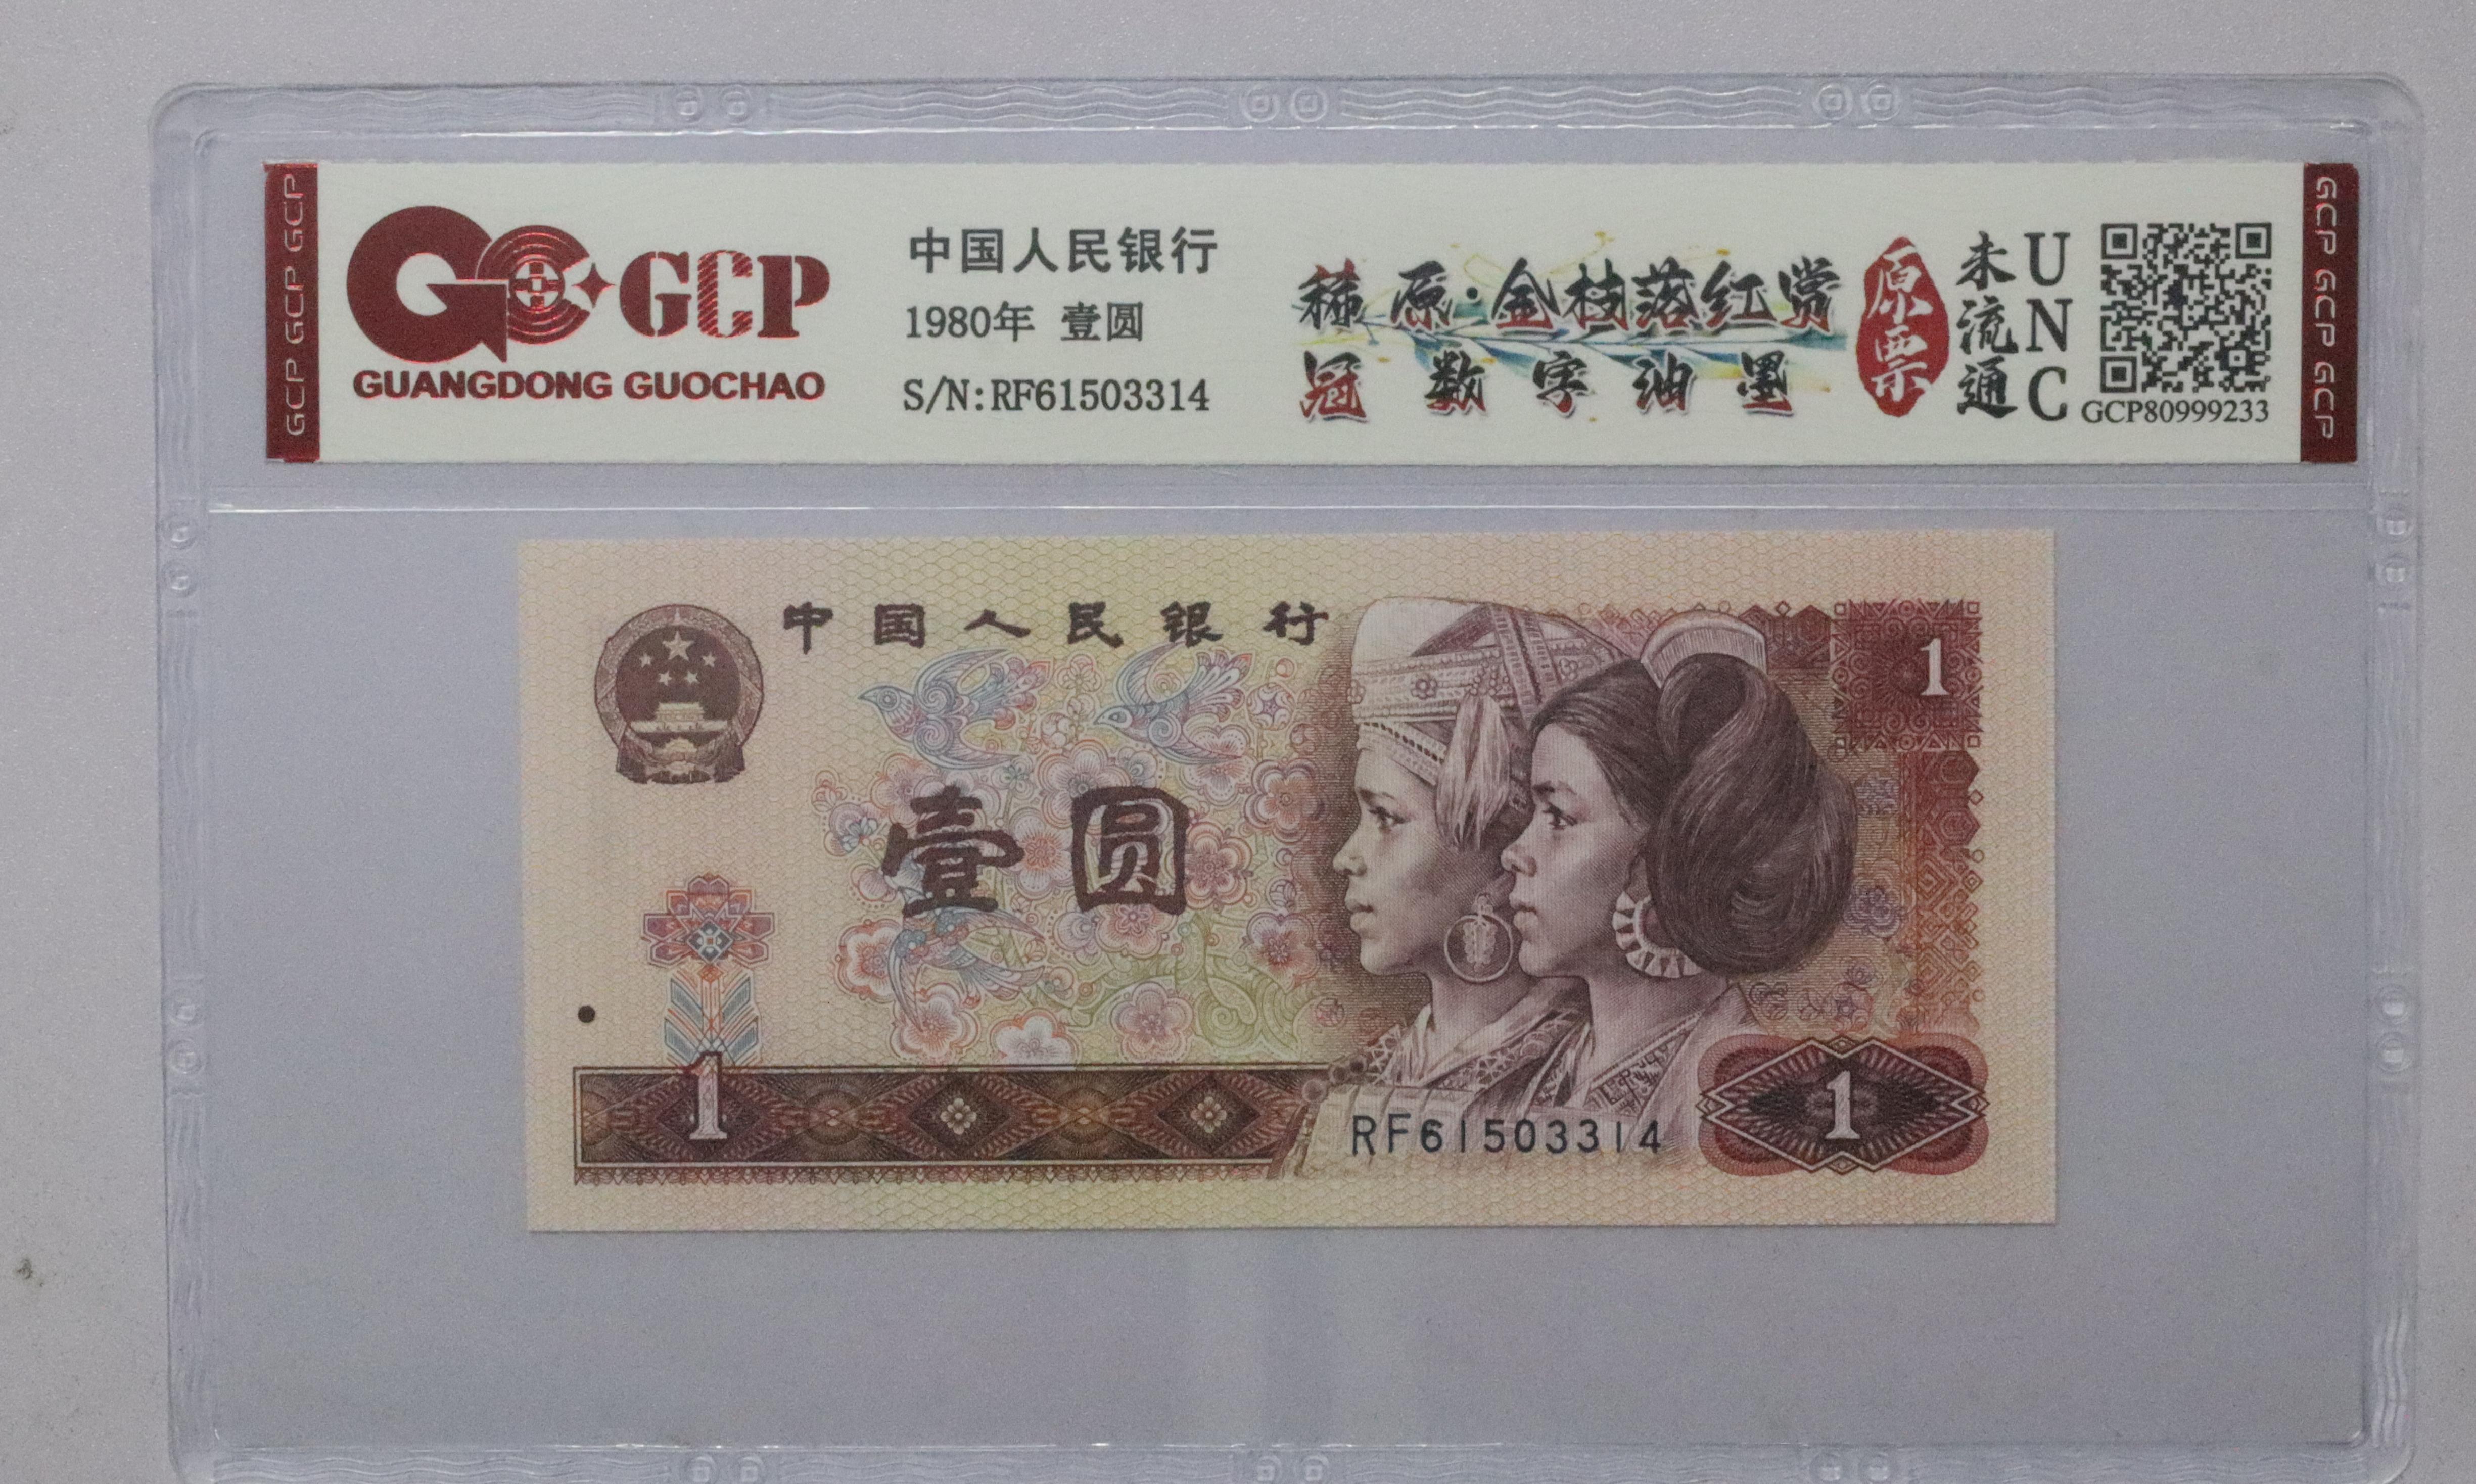 GCP GCP GCP
GCP
GUANGDONG GUOCHAO
中国人民银行
1980年 壹圆
S/N:RF61503314
稀原·金枝落红赏
冠数字油墨
原票
未流通
UNC
GCP80999233
GCP GCP GCP
中国人民银行
1
壹圆
1
RF61503314
1